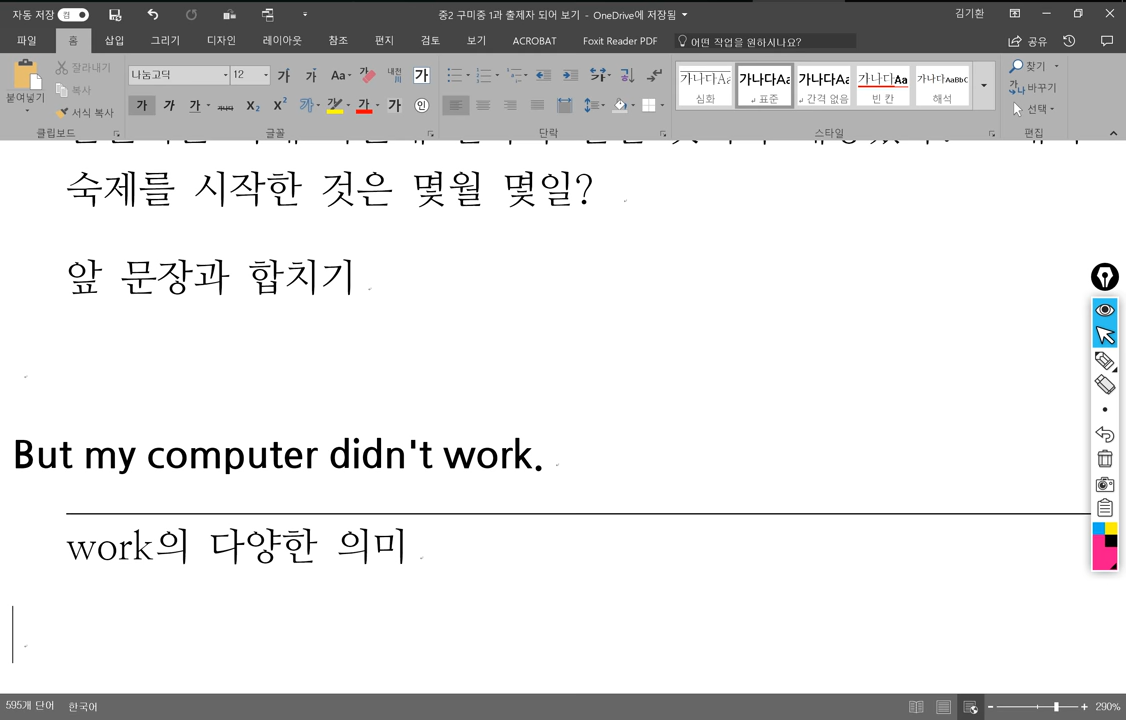 자동 저장 켬 중2 구미중 1과 출제자 되어 보기 - OneDrive에 저장됨 김기환
파일 홈 삽입 그리기 디자인 레이아웃 참조 편지 검토 보기 ACROBAT Foxit Reader PDF 어떤 작업을 원하시나요? 공유
붙여넣기 잘라내기 복사 서식 복사
나눔고딕 12
가나다Aa 심화 가나다Aa 표준 가나다Aa 간격 없음 가나다Aa 빈 칸 가나다AaBbC 해석
찾기 바꾸기 선택
클립보드 글꼴 단락 스타일 편집
숙제를 시작한 것은 몇월 몇일?
앞 문장과 합치기
But my computer didn't work.
work의 다양한 의미
595개 단어 한국어 290%